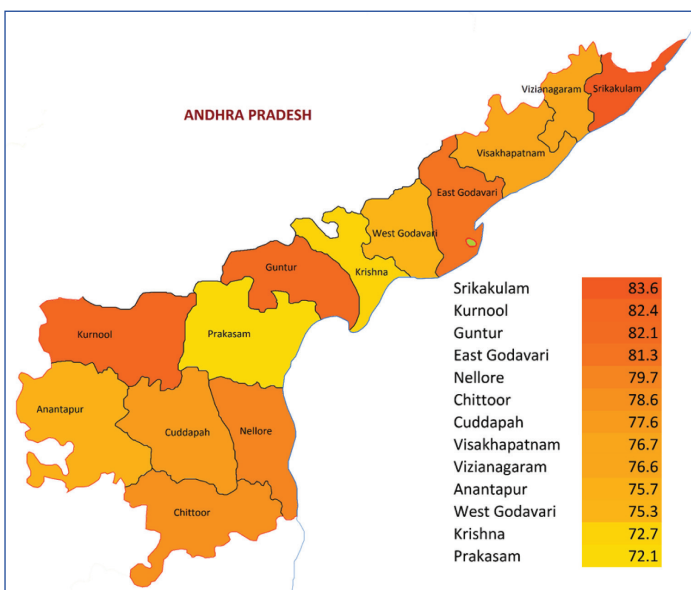 ANDHRA PRADESH
Vizianagaram
Srikakulam
Visakhapatnam
East Godavari
West Godavari
Guntur
Krishna
Kurnool
Prakasam
Anantapur
Cuddapah
Nellore
Chittoor
Srikakulam 83.6
Kurnool 82.4
Guntur 82.1
East Godavari 81.3
Nellore 79.7
Chittoor 78.6
Cuddapah 77.6
Visakhapatnam 76.7
Vizianagaram 76.6
Anantapur 75.7
West Godavari 75.3
Krishna 72.7
Prakasam 72.1